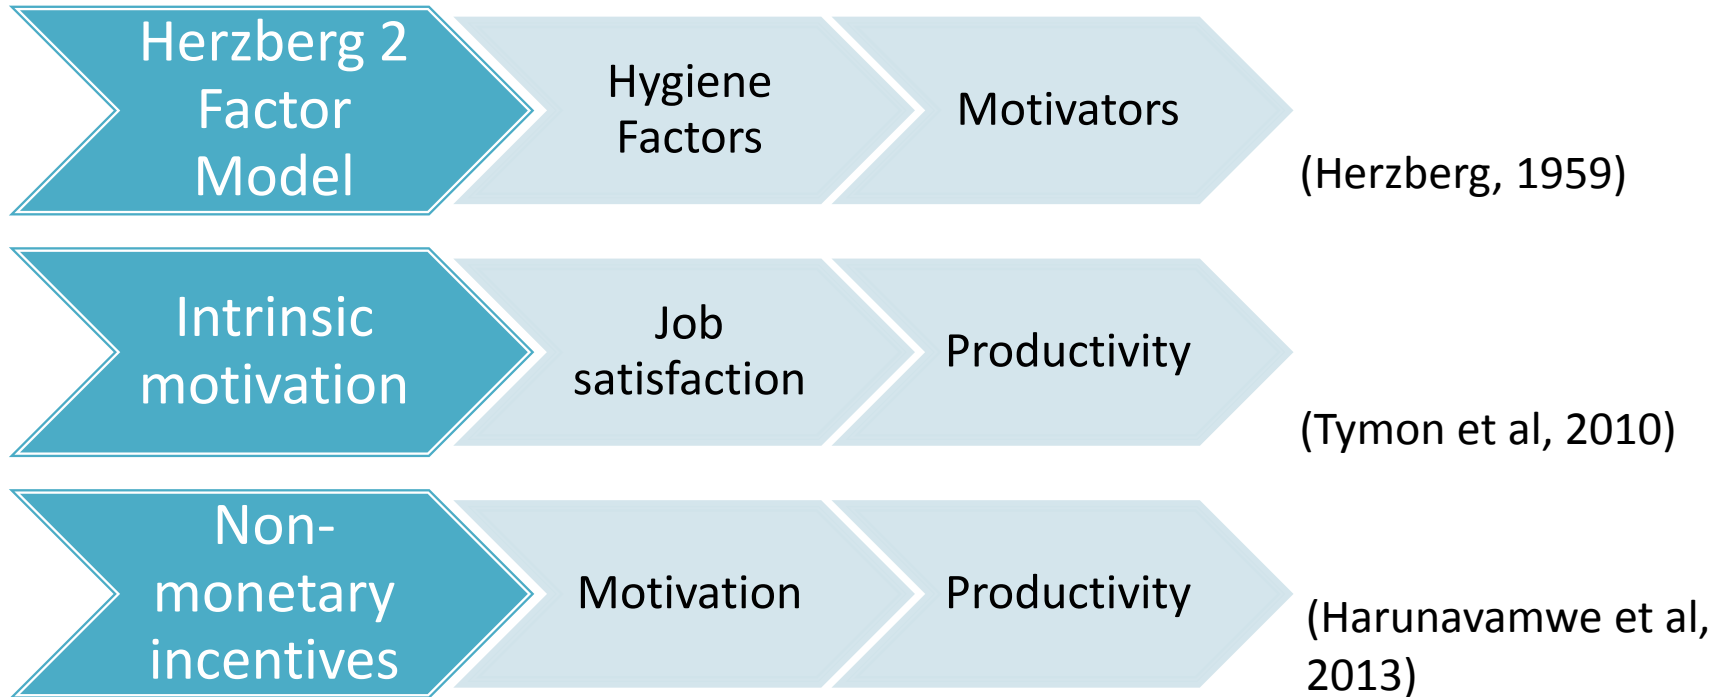 Herzberg 2
Factor
Model
Hygiene
Factors
Motivators
(Herzberg, 1959)
Intrinsic
motivation
Job
satisfaction
Productivity
(Tymon et al, 2010)
Non-
monetary
incentives
Motivation
Productivity
(Harunavamwe et al,
2013)